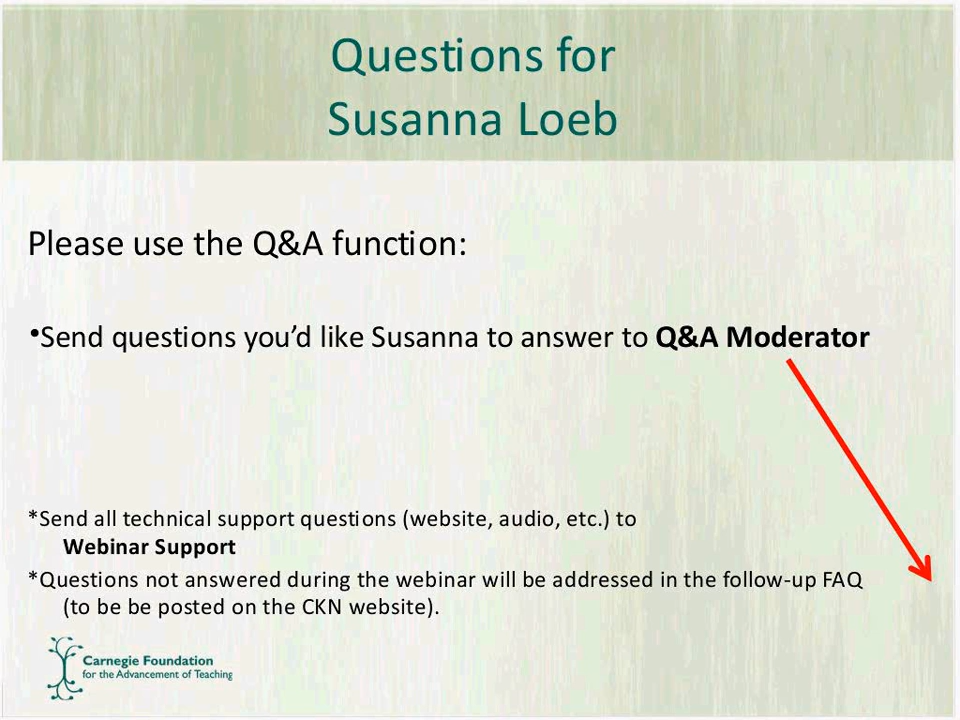 Questions for
Susanna Loeb
Please use the Q&A function:
•Send questions you’d like Susanna to answer to Q&A Moderator
*Send all technical support questions (website, audio, etc.) to
Webinar Support
*Questions not answered during the webinar will be addressed in the follow-up FAQ
(to be be posted on the CKN website).
Carnegie Foundation
for the Advancement of Teaching